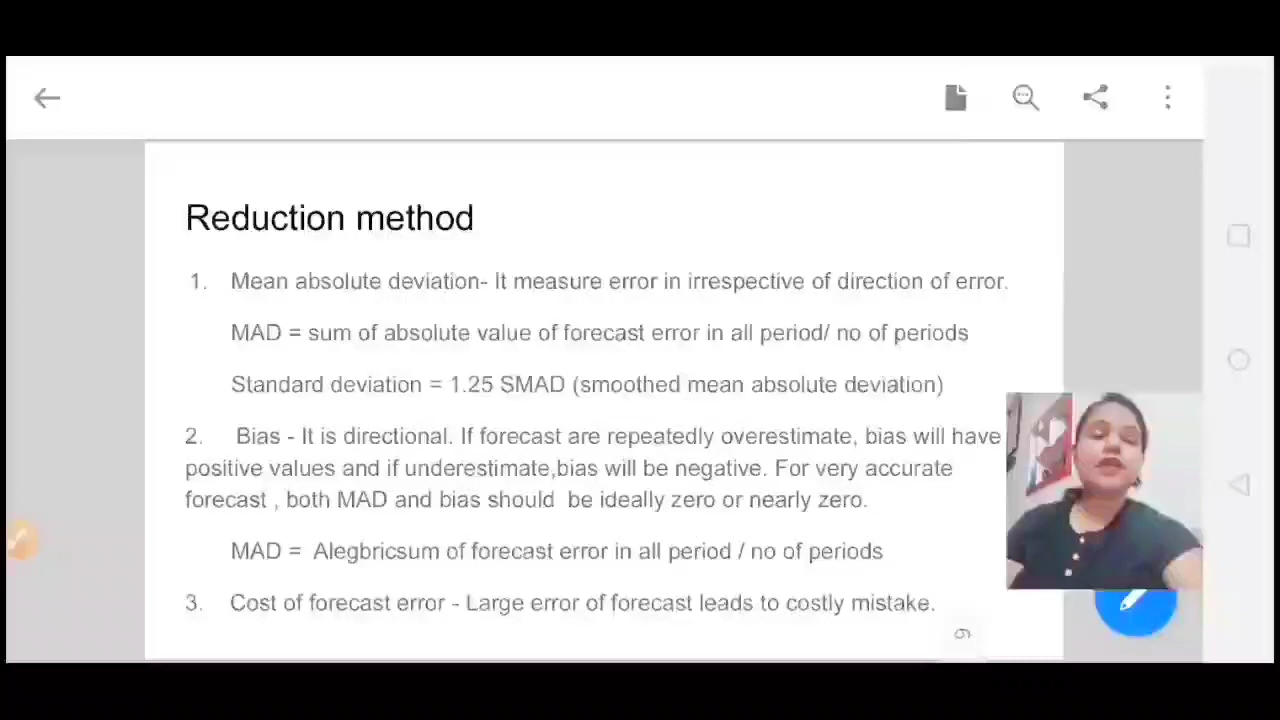 Reduction method
1. Mean absolute deviation- It measure error in irrespective of direction of error.
MAD = sum of absolute value of forecast error in all period/ no of periods
Standard deviation = 1.25 SMAD (smoothed mean absolute deviation)
2. Bias - It is directional. If forecast are repeatedly overestimate, bias will have
positive values and if underestimate,bias will be negative. For very accurate
forecast , both MAD and bias should be ideally zero or nearly zero.
MAD = Alegbricsum of forecast error in all period / no of periods
3. Cost of forecast error - Large error of forecast leads to costly mistake.
9